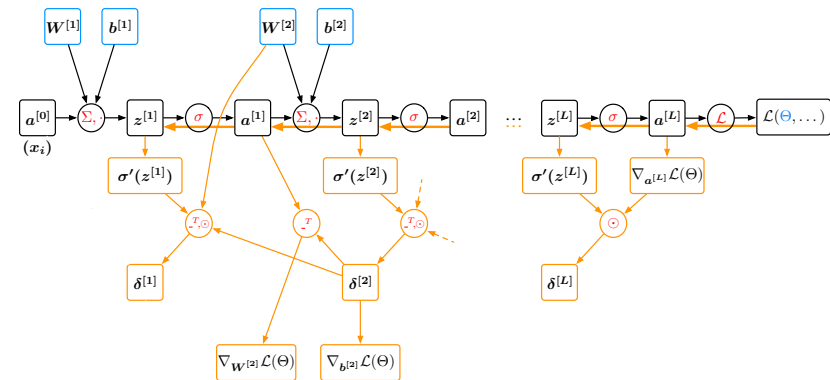 W^[1] b^[1] W^[2] b^[2]
a^[0] Σ, · z^[1] σ a^[1] Σ, · z^[2] σ a^[2] ... z^[L] σ a^[L] ℒ ℒ(Θ, …)
(x_i)
σ′(z^[1]) σ′(z^[2]) σ′(z^[L]) ∇_{a^[L]}ℒ(Θ)
·^T,⊙ ·^T ·^T,⊙ ⊙
δ^[1] δ^[2] δ^[L]
∇_{W^[2]}ℒ(Θ) ∇_{b^[2]}ℒ(Θ)